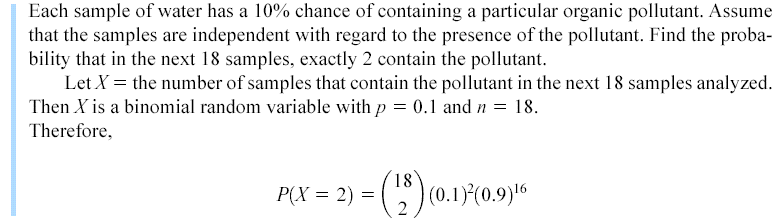 Each sample of water has a 10% chance of containing a particular organic pollutant. Assume
that the samples are independent with regard to the presence of the pollutant. Find the proba-
bility that in the next 18 samples, exactly 2 contain the pollutant.
Let X = the number of samples that contain the pollutant in the next 18 samples analyzed.
Then X is a binomial random variable with p = 0.1 and n = 18.
Therefore,
P(X = 2) = (18 2) (0.1)²(0.9)¹⁶